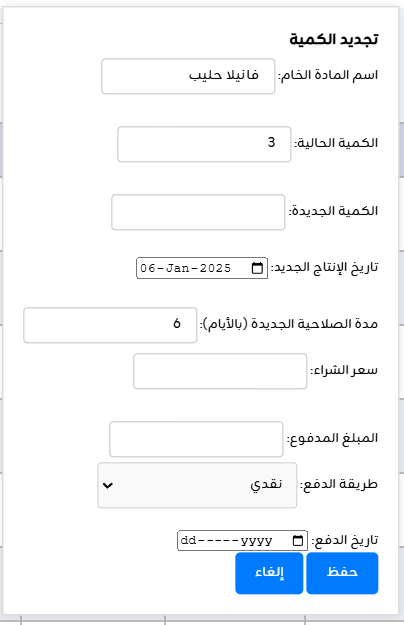 تجديد الكمية
اسم المادة الخام: فانيلا حليب
الكمية الحالية: 3
الكمية الجديدة:
تاريخ الإنتاج الجديد: 06-Jan-2025
مدة الصلاحية الجديدة (بالأيام): 6
سعر الشراء:
المبلغ المدفوع:
طريقة الدفع: نقدي
تاريخ الدفع: dd-----yyyy
حفظ إلغاء